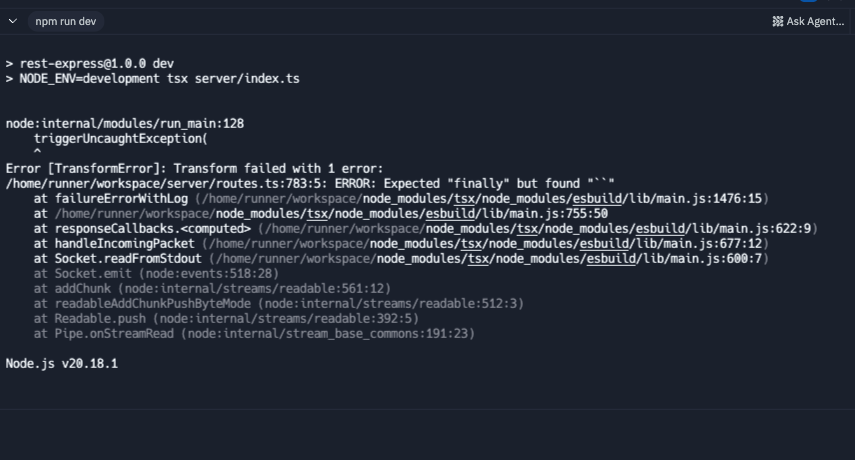 npm run dev
Ask Agent...
> rest-express@1.0.0 dev
> NODE_ENV=development tsx server/index.ts
node:internal/modules/run_main:128
    triggerUncaughtException(
    ^
Error [TransformError]: Transform failed with 1 error:
/home/runner/workspace/server/routes.ts:783:5: ERROR: Expected "finally" but found "``"
    at failureErrorWithLog (/home/runner/workspace/node_modules/tsx/node_modules/esbuild/lib/main.js:1476:15)
    at /home/runner/workspace/node_modules/tsx/node_modules/esbuild/lib/main.js:755:50
    at responseCallbacks.<computed> (/home/runner/workspace/node_modules/tsx/node_modules/esbuild/lib/main.js:622:9)
    at handleIncomingPacket (/home/runner/workspace/node_modules/tsx/node_modules/esbuild/lib/main.js:677:12)
    at Socket.readFromStdout (/home/runner/workspace/node_modules/tsx/node_modules/esbuild/lib/main.js:600:7)
    at Socket.emit (node:events:518:28)
    at addChunk (node:internal/streams/readable:561:12)
    at readableAddChunkPushByteMode (node:internal/streams/readable:512:3)
    at Readable.push (node:internal/streams/readable:392:5)
    at Pipe.onStreamRead (node:internal/stream_base_commons:191:23)
Node.js v20.18.1